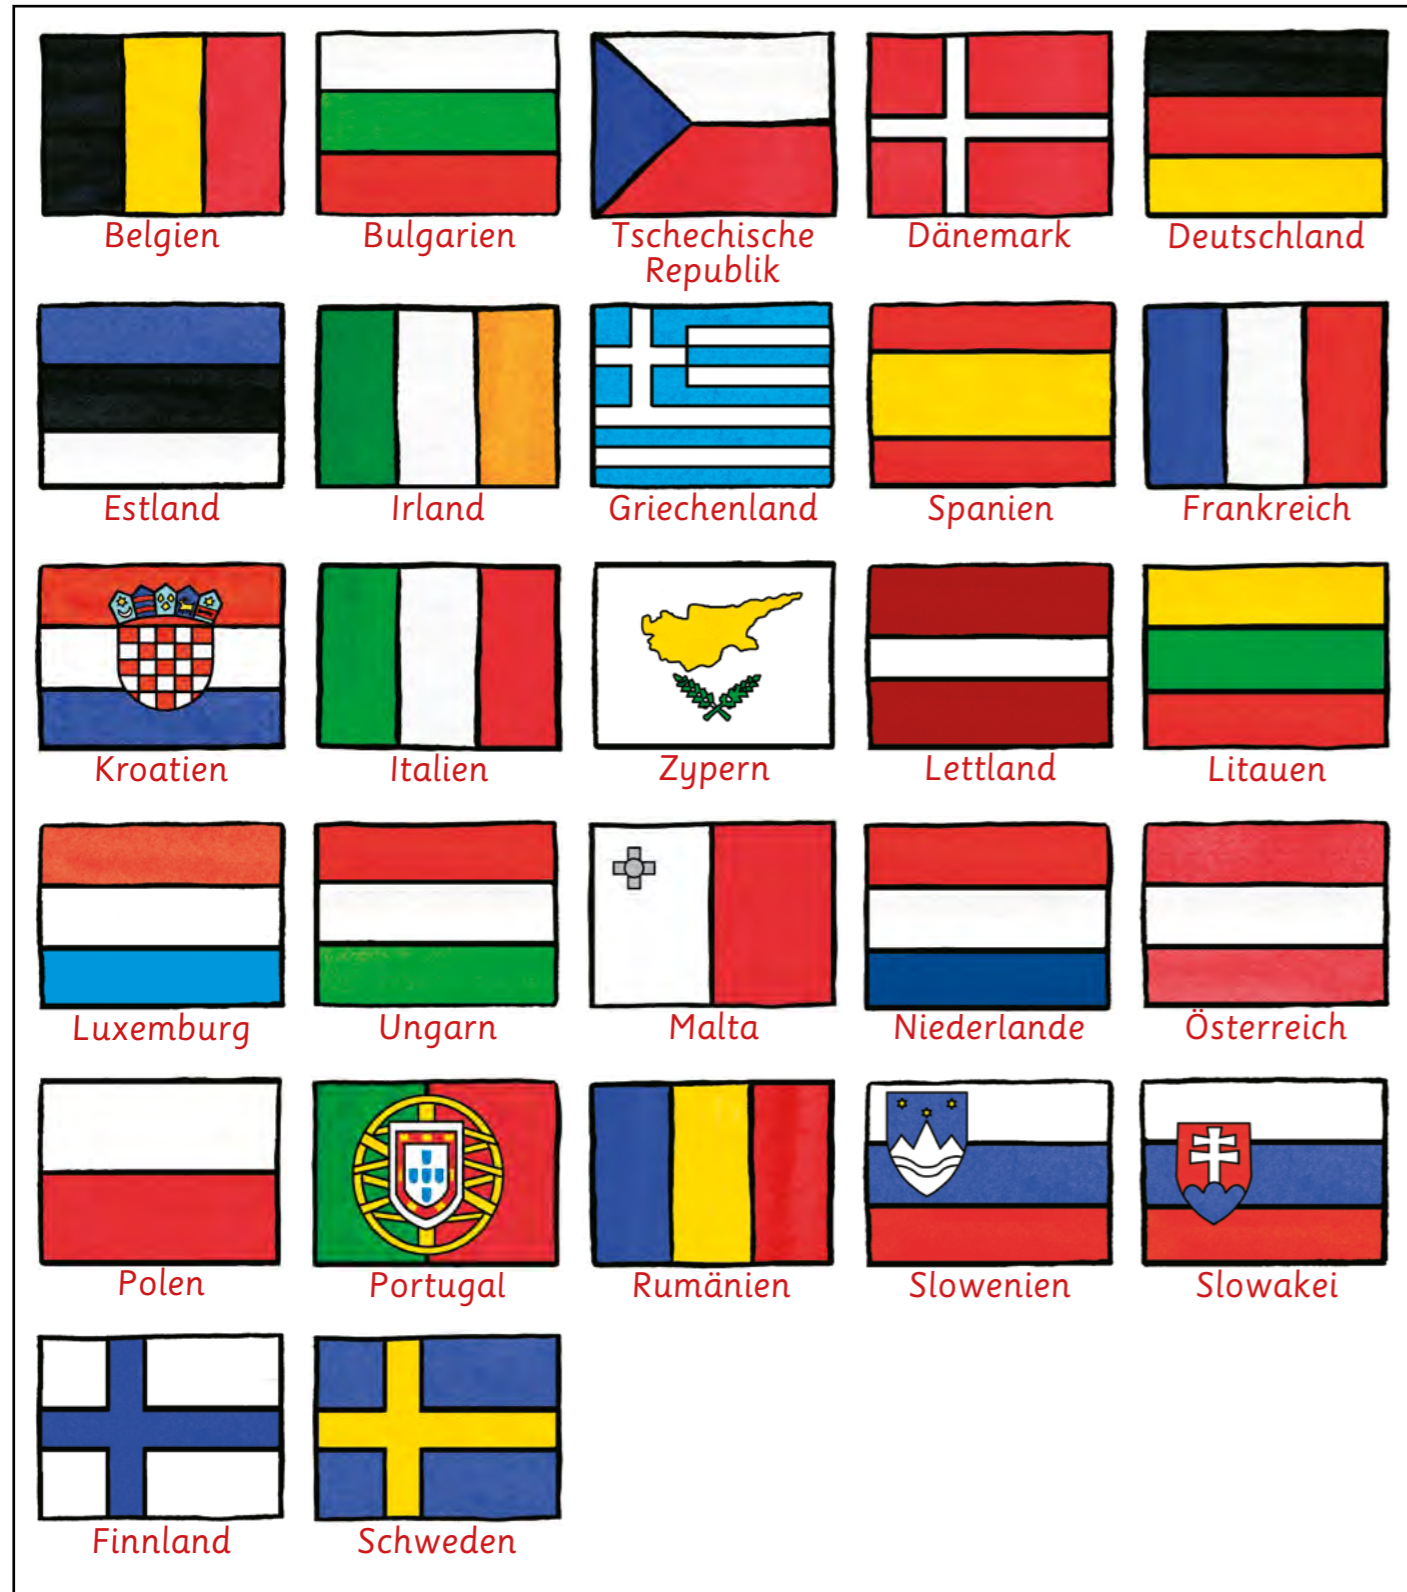 Belgien
Bulgarien
Tschechische
Republik
Dänemark
Deutschland
Estland
Irland
Griechenland
Spanien
Frankreich
Kroatien
Italien
Zypern
Lettland
Litauen
Luxemburg
Ungarn
Malta
Niederlande
Österreich
Polen
Portugal
Rumänien
Slowenien
Slowakei
Finnland
Schweden